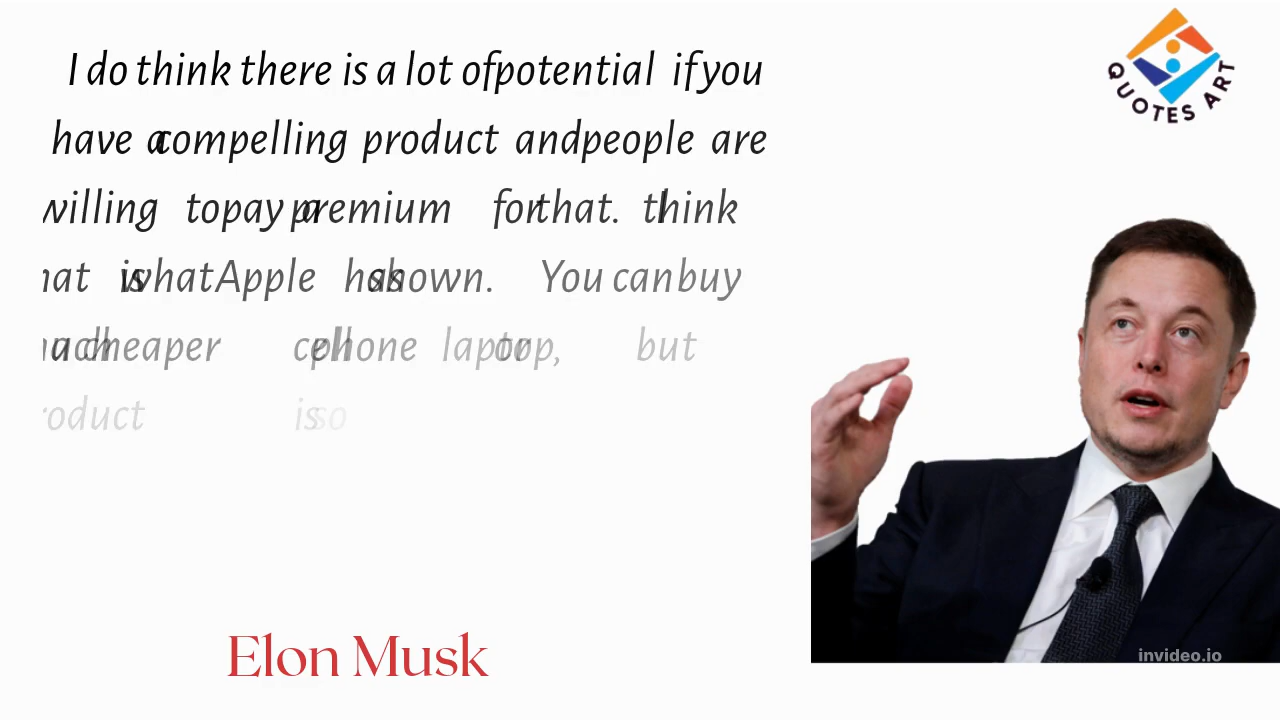 I do think there is a lot of potential if you
have a compelling product and people are
willing to pay a premium for that. I think
that is what Apple has shown. You can buy
a much cheaper cell phone or laptop, but
product is so
Elon Musk
QUOTES ART
invideo.io